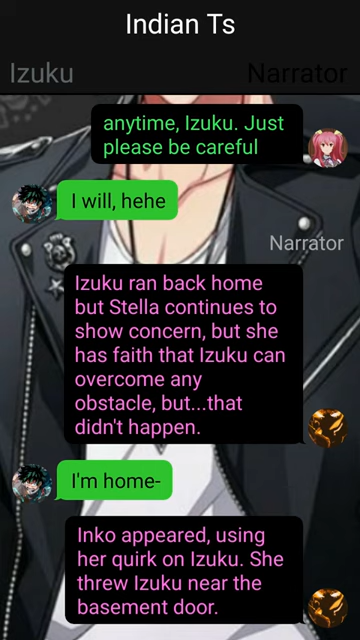 Indian Ts
Izuku
Narrator
anytime, Izuku. Just
please be careful
I will, hehe
Narrator
Izuku ran back home
but Stella continues to
show concern, but she
has faith that Izuku can
overcome any
obstacle, but...that
didn't happen.
I'm home-
Inko appeared, using
her quirk on Izuku. She
threw Izuku near the
basement door.